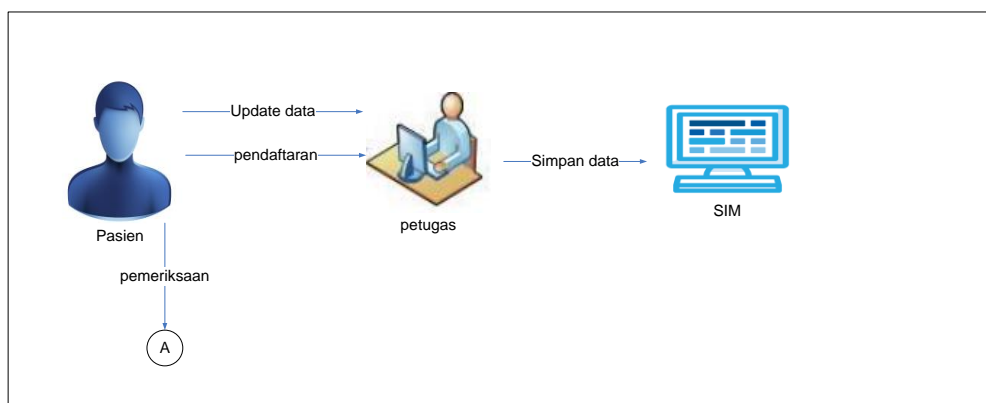 Update data
pendaftaran
Simpan data
Pasien
petugas
SIM
pemeriksaan
A